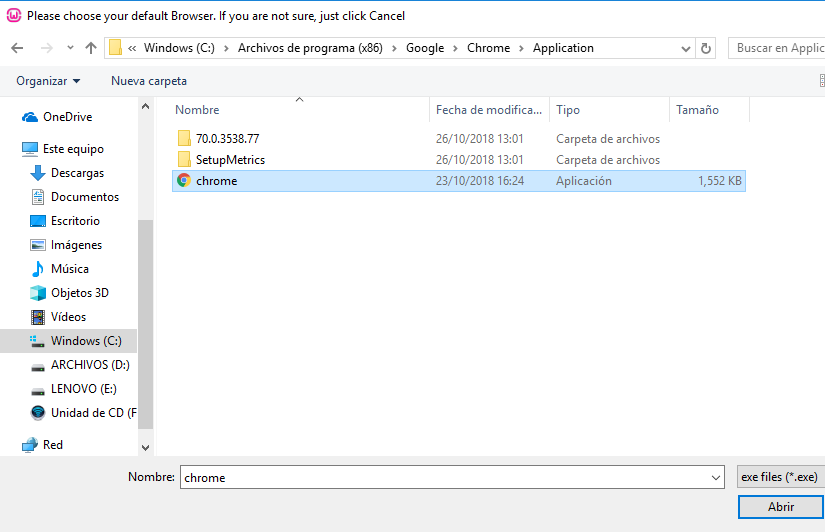 Please choose your default Browser. If you are not sure, just click Cancel
« Windows (C:) > Archivos de programa (x86) > Google > Chrome > Application
Buscar en Applic
Organizar Nueva carpeta
Nombre Fecha de modifica... Tipo Tamaño
70.0.3538.77 26/10/2018 13:01 Carpeta de archivos
SetupMetrics 26/10/2018 13:01 Carpeta de archivos
chrome 23/10/2018 16:24 Aplicación 1,552 KB
OneDrive
Este equipo
Descargas
Documentos
Escritorio
Imágenes
Música
Objetos 3D
Vídeos
Windows (C:)
ARCHIVOS (D:)
LENOVO (E:)
Unidad de CD (F
Red
Nombre: chrome exe files (*.exe)
Abrir